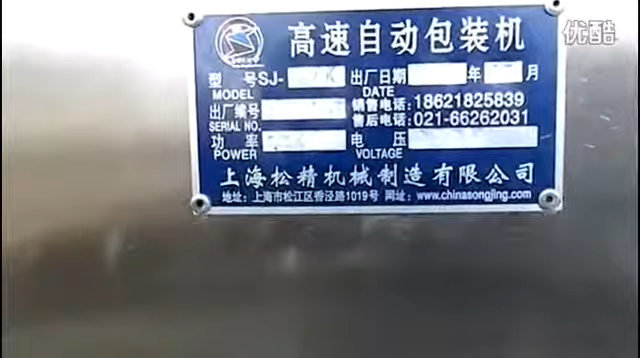 优酷
高速自动包装机
型 号SJ- 出厂日期 年 月
MODEL DATE
出厂编号 销售电话:18621825839
SERIAL NO. 售后电话:021-66262031
功 率 电 压
POWER VOLTAGE
上海松精机械制造有限公司
地址:上海市松江区香泾路1019号 网址:www.chinasongjing.com